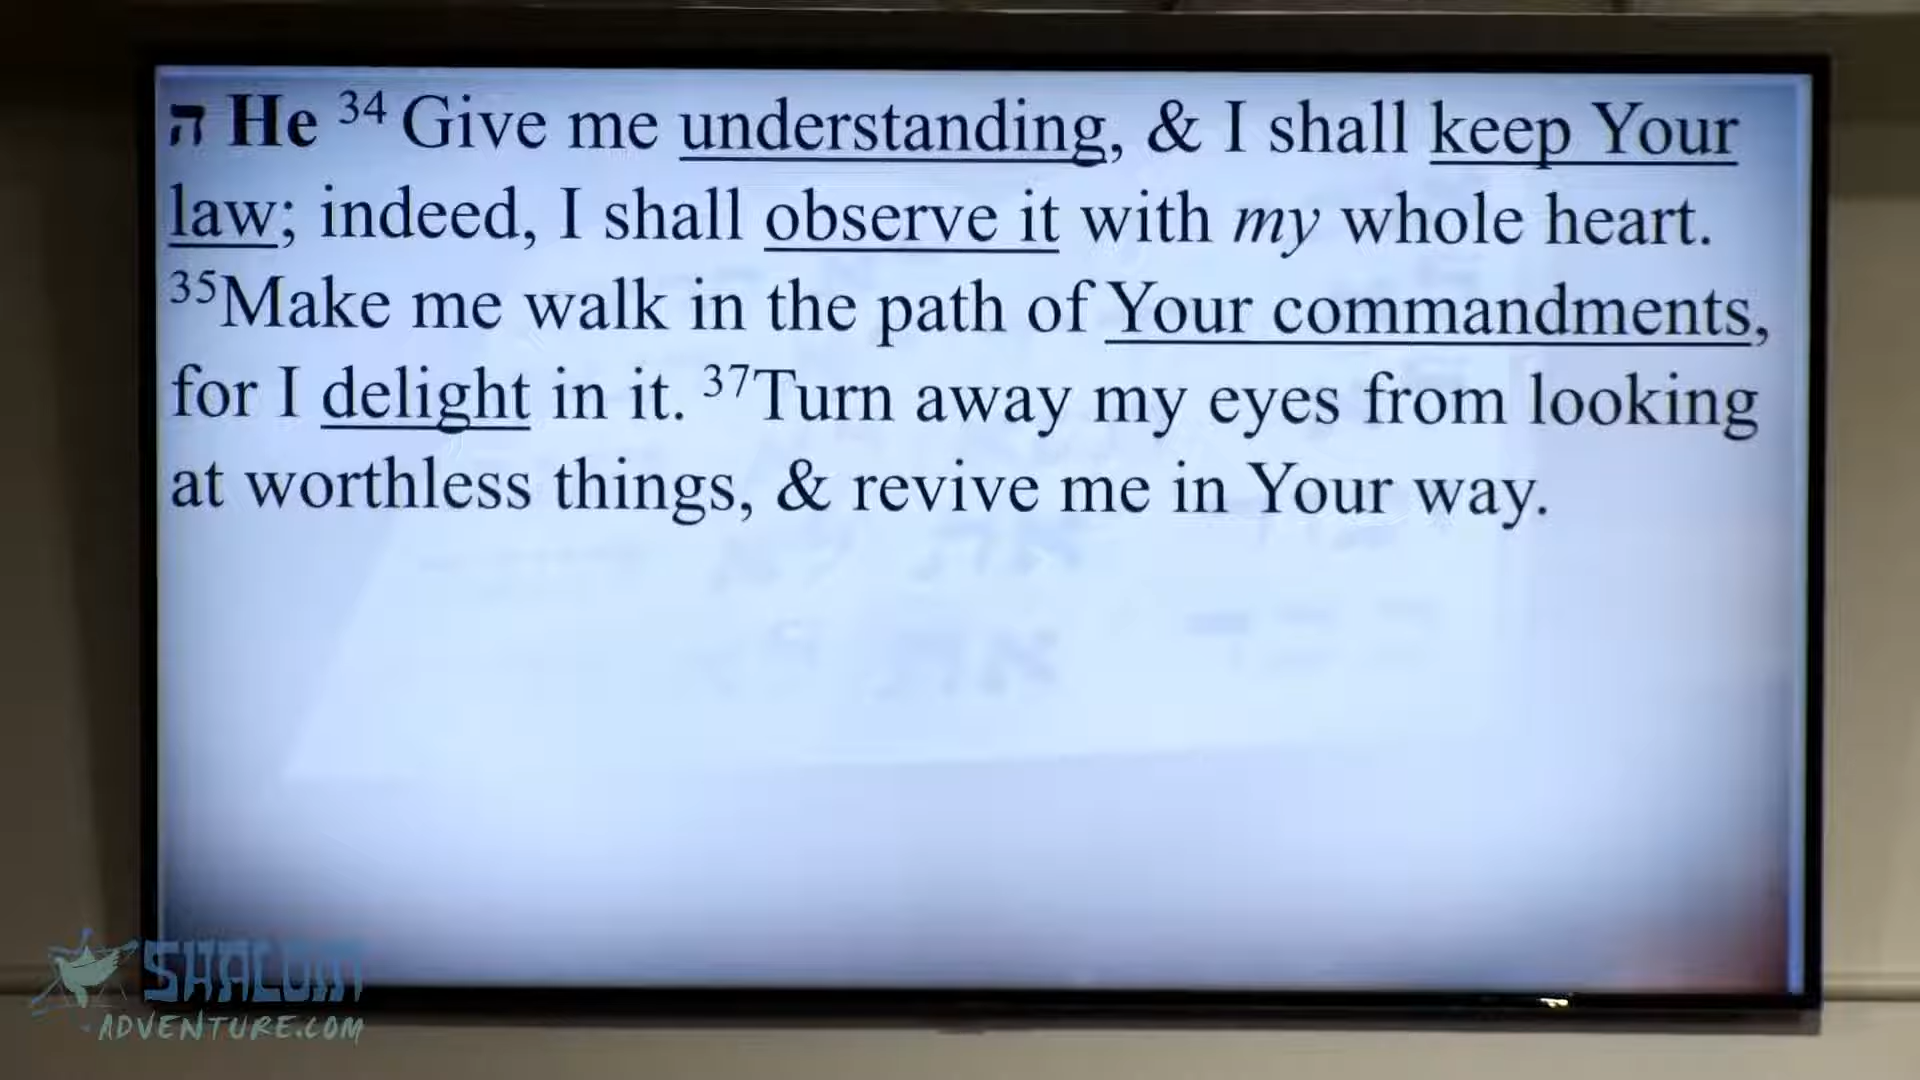 ה He 34 Give me understanding, & I shall keep Your
law; indeed, I shall observe it with my whole heart.
35Make me walk in the path of Your commandments,
for I delight in it. 37Turn away my eyes from looking
at worthless things, & revive me in Your way.
SHALOM
ADVENTURE.COM